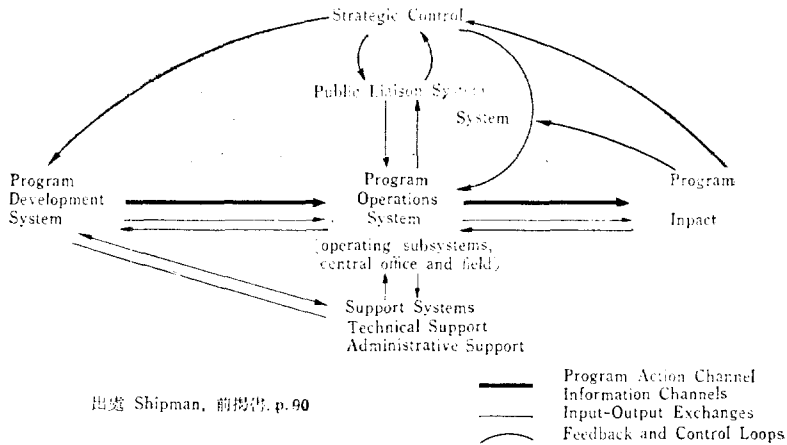 Strategic Control
Public Liaison System
System
Program
Development
System
Program
Operations
System
(operating subsystems,
central office and field)
Program
Inpact
Support Systems
Technical Support
Administrative Support
出處 Shipman, 前揭書, p.90
Program Action Channel
Information Channels
Input-Output Exchanges
Feedback and Control Loops